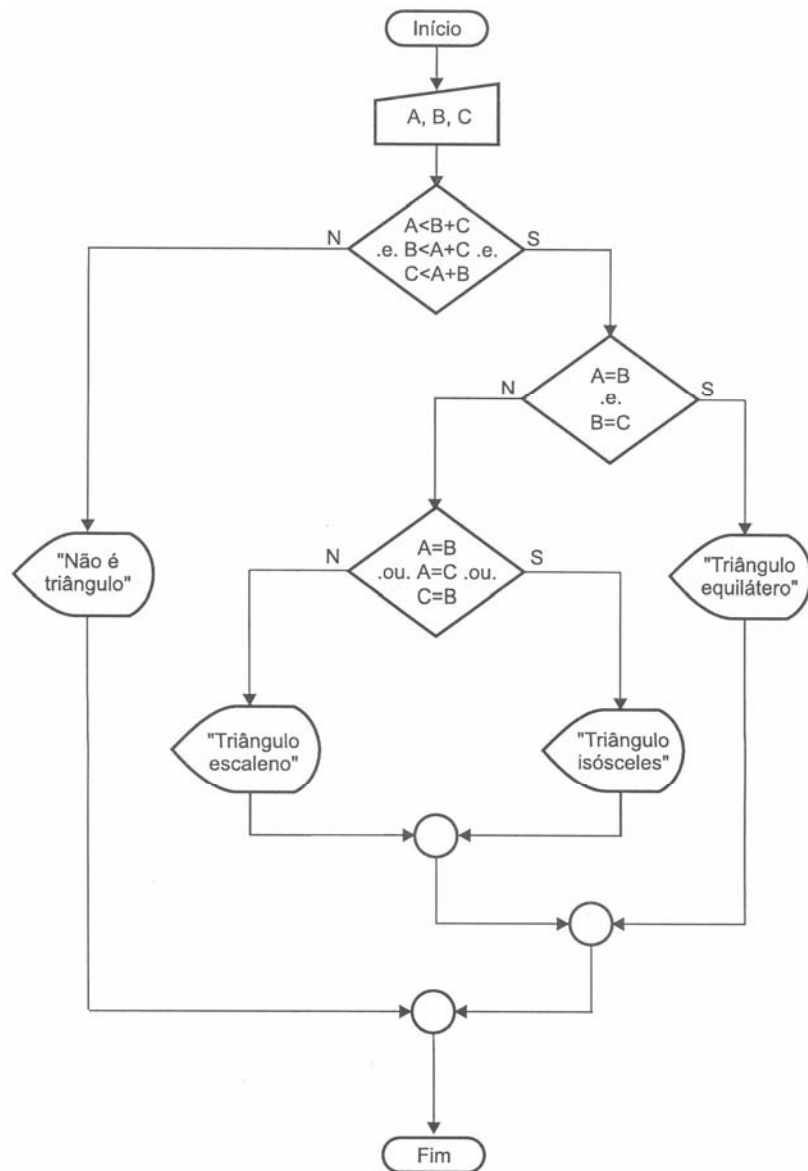 Início
A, B, C
A<B+C
.e. B<A+C .e.
C<A+B
N
S
A=B
.e.
B=C
N
S
"Não é
triângulo"
A=B
.ou. A=C .ou.
C=B
N
S
"Triângulo
equilátero"
"Triângulo
escaleno"
"Triângulo
isósceles"
Fim